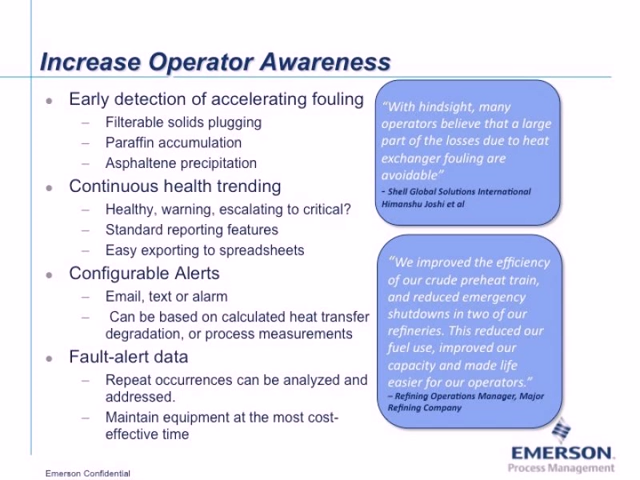 Increase Operator Awareness
● Early detection of accelerating fouling
– Filterable solids plugging
– Paraffin accumulation
– Asphaltene precipitation
● Continuous health trending
– Healthy, warning, escalating to critical?
– Standard reporting features
– Easy exporting to spreadsheets
● Configurable Alerts
– Email, text or alarm
– Can be based on calculated heat transfer
degradation, or process measurements
● Fault-alert data
– Repeat occurrences can be analyzed and
addressed.
– Maintain equipment at the most cost-
effective time
“With hindsight, many
operators believe that a large
part of the losses due to heat
exchanger fouling are
avoidable”
- Shell Global Solutions International
Himanshu Joshi et al
“We improved the efficiency
of our crude preheat train,
and reduced emergency
shutdowns in two of our
refineries. This reduced our
fuel use, improved our
capacity and made life
easier for our operators.”
– Refining Operations Manager, Major
Refining Company
EMERSON.
Process Management
Emerson Confidential